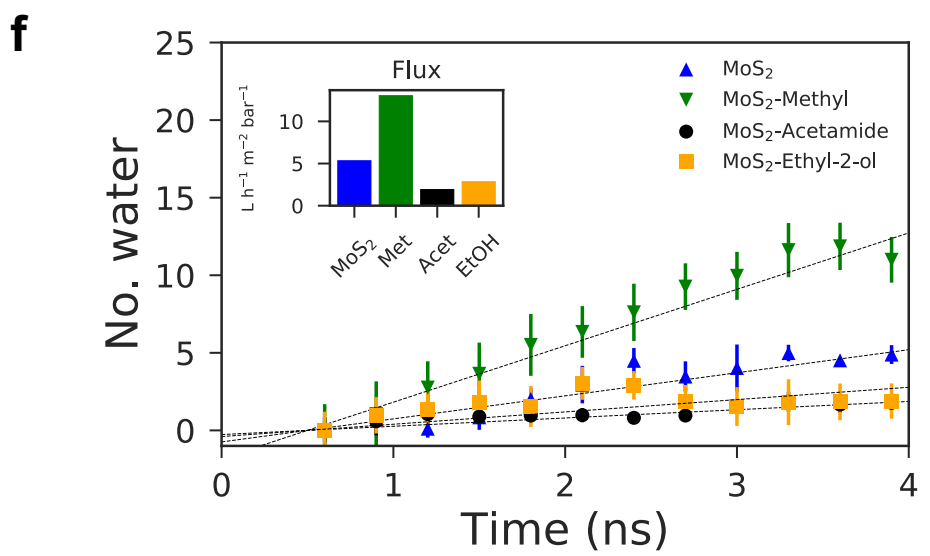 f
No. water
25
20
15
10
5
0
0 1 2 3 4
Time (ns)
Flux
L h⁻¹ m⁻² bar⁻¹
10
5
0
MoS₂ Met Acet EtOH
MoS₂
MoS₂-Methyl
MoS₂-Acetamide
MoS₂-Ethyl-2-ol